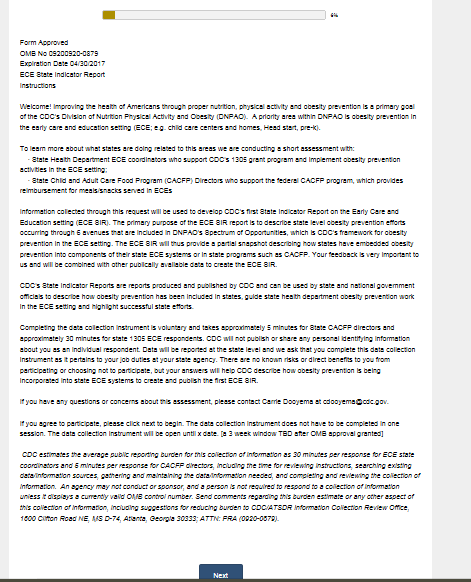 6%
Form Approved
OMB No 09200920-0879
Expiration Date 04/30/2017
ECE State Indicator Report
Instructions
Welcome! Improving the health of Americans through proper nutrition, physical activity and obesity prevention is a primary goal
of the CDC's Division of Nutrition Physical Activity and Obesity (DNPAO). A priority area within DNPAO is obesity prevention in
the early care and education setting (ECE; e.g. child care centers and homes, Head start, pre-k).
To learn more about what states are doing related to this areas we are conducting a short assessment with:
· State Health Department ECE coordinators who support CDC's 1305 grant program and implement obesity prevention
activities in the ECE setting;
· State Child and Adult Care Food Program (CACFP) Directors who support the federal CACFP program, which provides
reimbursement for meals/snacks served in ECEs
Information collected through this request will be used to develop CDC's first State Indicator Report on the Early Care and
Education setting (ECE SIR). The primary purpose of the ECE SIR report is to describe state level obesity prevention efforts
occurring through 6 avenues that are included in DNPAO's Spectrum of Opportunities, which is CDC's framework for obesity
prevention in the ECE setting. The ECE SIR will thus provide a partial snapshot describing how states have embedded obesity
prevention into components of their state ECE systems or in state programs such as CACFP. Your feedback is very important to
us and will be combined with other publically available data to create the ECE SIR.
CDC's State Indicator Reports are reports produced and published by CDC and can be used by state and national government
officials to describe how obesity prevention has been included in states, guide state health department obesity prevention work
in the ECE setting and highlight successful state efforts.
Completing the data collection instrument is voluntary and takes approximately 5 minutes for State CACFP directors and
approximately 30 minutes for state 1305 ECE respondents. CDC will not publish or share any personal identifying information
about you as an individual respondent. Data will be reported at the state level and we ask that you complete this data collection
instrument as it pertains to your job duties at your state agency. There are no known risks or direct benefits to you from
participating or choosing not to participate, but your answers will help CDC describe how obesity prevention is being
incorporated into state ECE systems to create and publish the first ECE SIR.
If you have any questions or concerns about this assessment, please contact Carrie Dooyema at cdooyema@cdc.gov.
If you agree to participate, please click next to begin. The data collection instrument does not have to be completed in one
session. The data collection instrument will be open until x date. [a 3 week window TBD after OMB approval granted]
CDC estimates the average public reporting burden for this collection of information as 30 minutes per response for ECE state
coordinators and 5 minutes per response for CACFP directors, including the time for reviewing instructions, searching existing
data/information sources, gathering and maintaining the data/information needed, and completing and reviewing the collection of
information. An agency may not conduct or sponsor, and a person is not required to respond to a collection of information
unless it displays a currently valid OMB control number. Send comments regarding this burden estimate or any other aspect of
this collection of information, including suggestions for reducing burden to CDC/ATSDR Information Collection Review Office,
1600 Clifton Road NE, MS D-74, Atlanta, Georgia 30333; ATTN: PRA (0920-0879).
Next